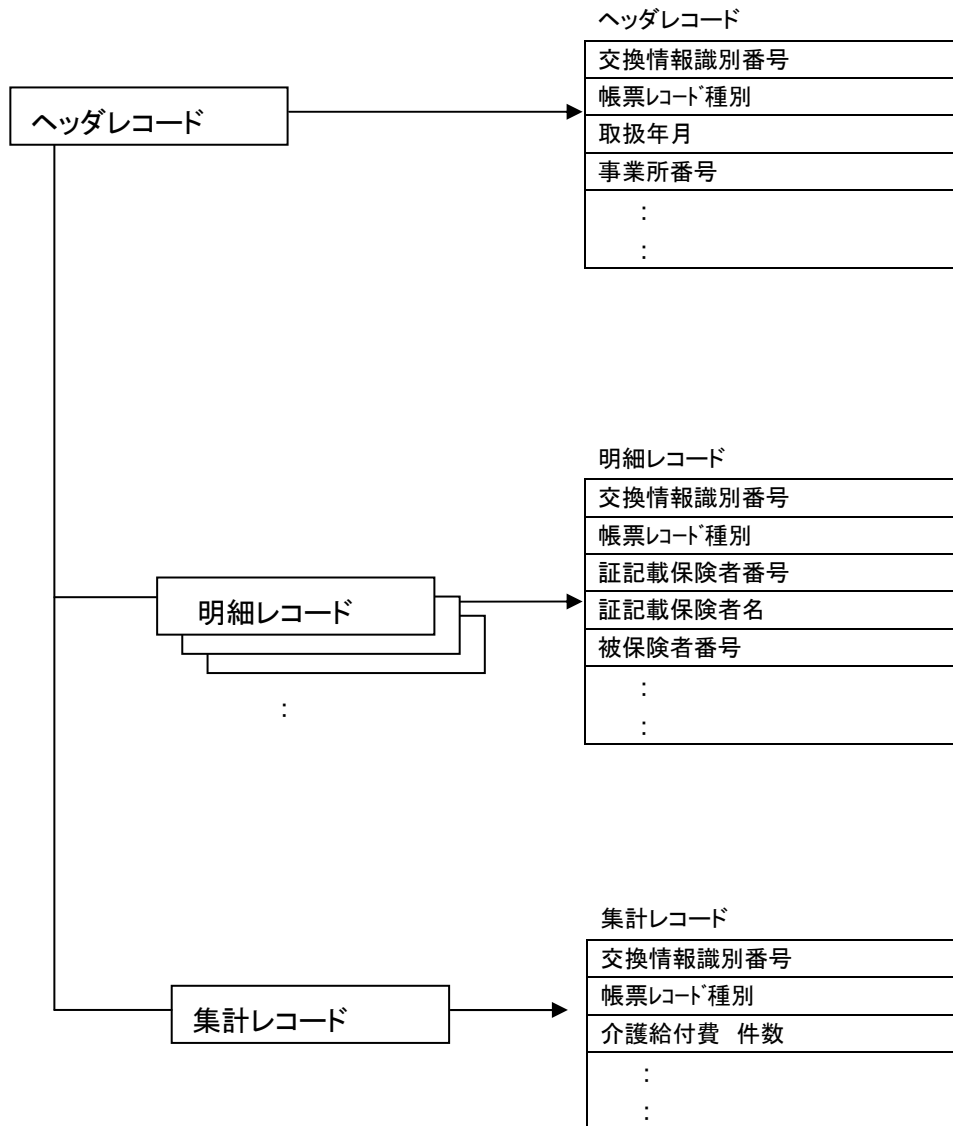 ヘッダレコード
交換情報識別番号
ヘッダレコード
帳票ﾚｺｰﾄﾞ種別
取扱年月
事業所番号
:
:
明細レコード
交換情報識別番号
帳票ﾚｺｰﾄﾞ種別
証記載保険者番号
明細レコード
証記載保険者名
被保険者番号
:
:
:
集計レコード
交換情報識別番号
帳票ﾚｺｰﾄﾞ種別
集計レコード
介護給付費　件数
:
: